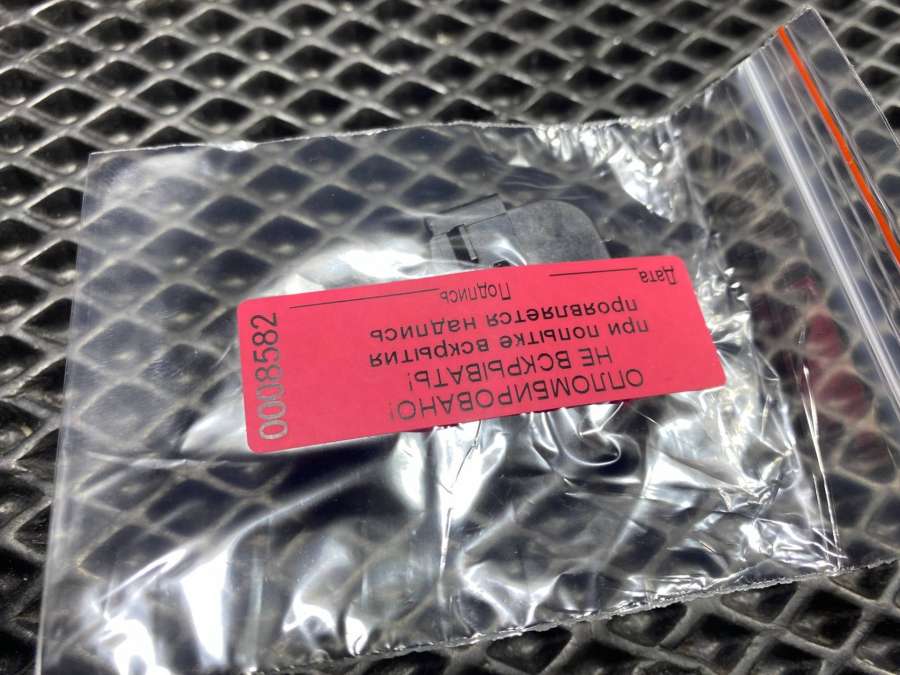 ОПЛОМБИРОВАНО!
НЕ ВСКРЫВАТЬ!
при попытке вскрытия
проявляется надпись
Дата Подпись
0008582